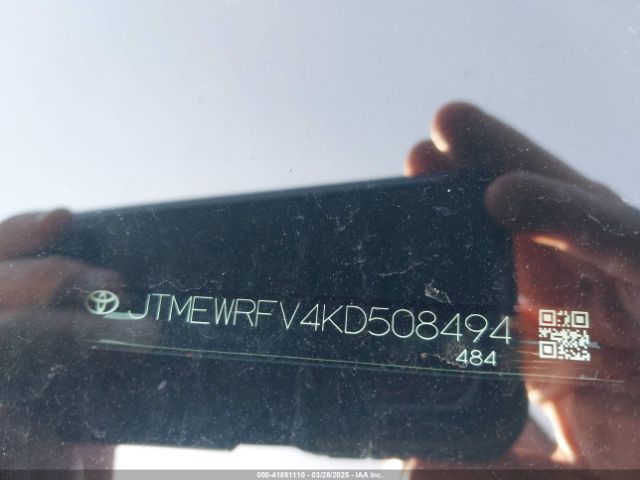 JTMEWRFV4KD508494
484
000-41891110 — 03/28/2025 — IAA Inc.